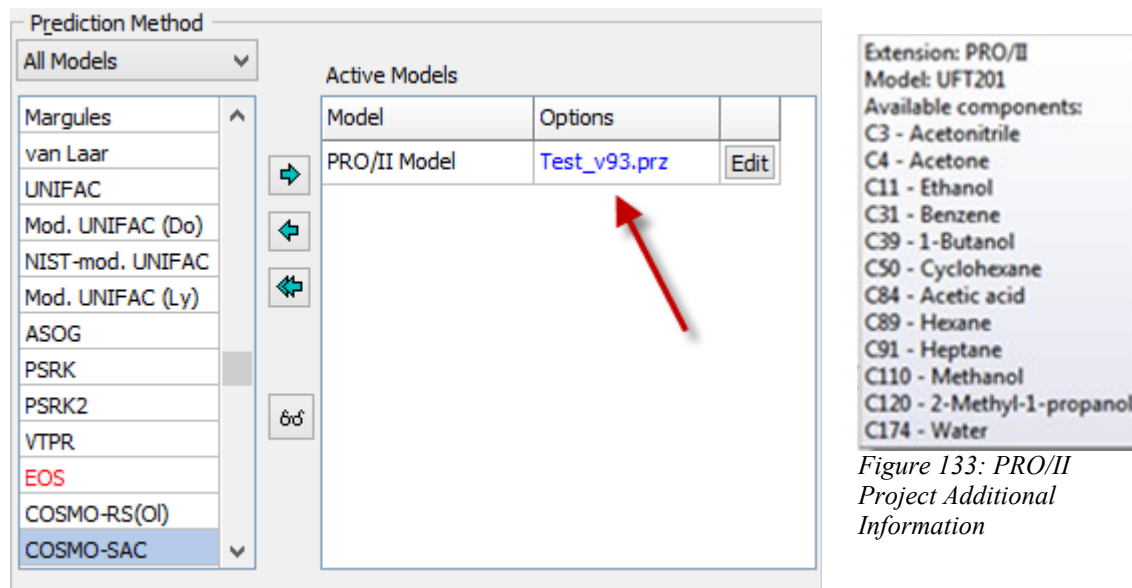 Prediction Method
All Models
Margules
van Laar
UNIFAC
Mod. UNIFAC (Do)
NIST-mod. UNIFAC
Mod. UNIFAC (Ly)
ASOG
PSRK
PSRK2
VTPR
EOS
COSMO-RS(Ol)
COSMO-SAC
Active Models
Model Options
PRO/II Model Test_v93.prz Edit
Extension: PRO/II
Model: UFT201
Available components:
C3 - Acetonitrile
C4 - Acetone
C11 - Ethanol
C31 - Benzene
C39 - 1-Butanol
C50 - Cyclohexane
C84 - Acetic acid
C89 - Hexane
C91 - Heptane
C110 - Methanol
C120 - 2-Methyl-1-propanol
C174 - Water
Figure 133: PRO/II
Project Additional
Information